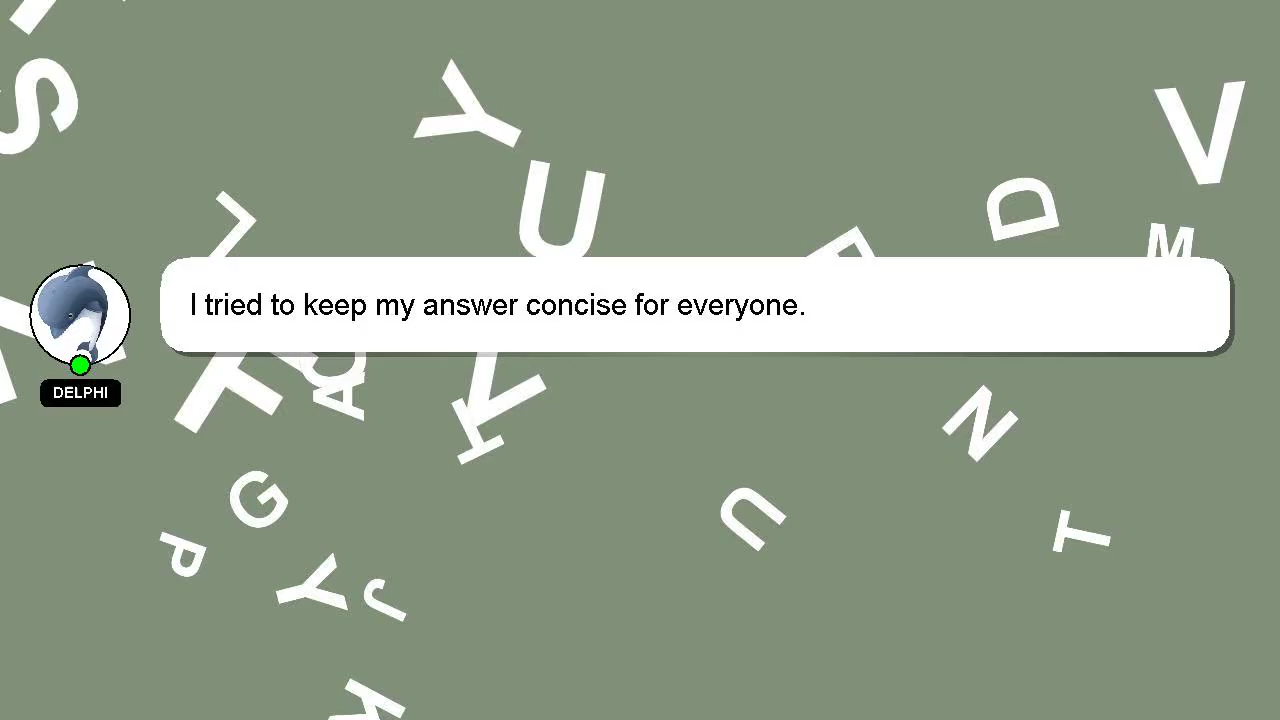 I tried to keep my answer concise for everyone.
DELPHI
S
Y
U
V
D
M
L
T
A
K
I
N
G
U
T
P
Y
J
K